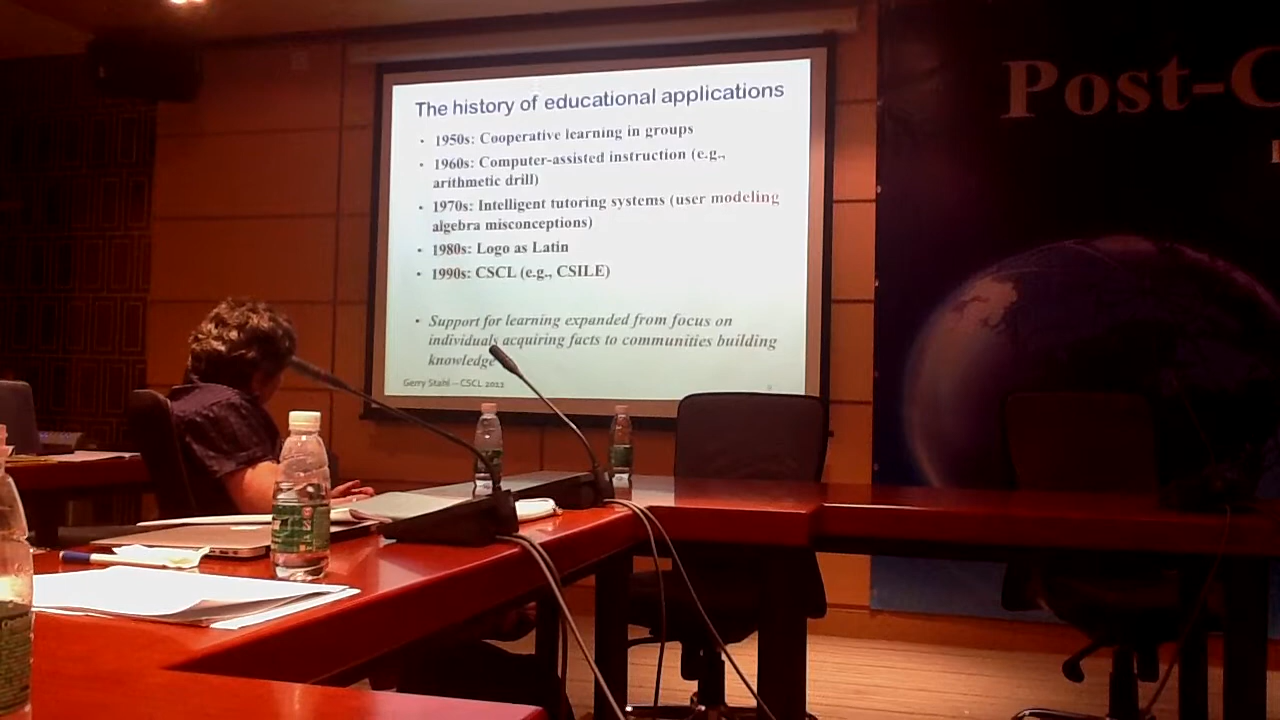 The history of educational applications
• 1950s: Cooperative learning in groups
• 1960s: Computer-assisted instruction (e.g.,
arithmetic drill)
• 1970s: Intelligent tutoring systems (user modeling
algebra misconceptions)
• 1980s: Logo as Latin
• 1990s: CSCL (e.g., CSILE)
• Support for learning expanded from focus on
individuals acquiring facts to communities building
knowledge
Gerry Stahl -- CSCL 2022
Post-C